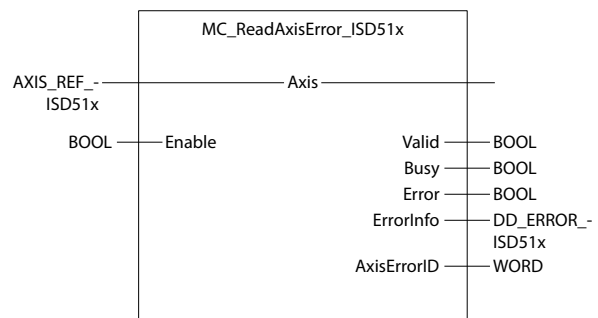 MC_ReadAxisError_ISD51x
AXIS_REF_-
ISD51x
Axis
BOOL
Enable
Valid
BOOL
Busy
BOOL
Error
BOOL
ErrorInfo
DD_ERROR_-
ISD51x
AxisErrorID
WORD